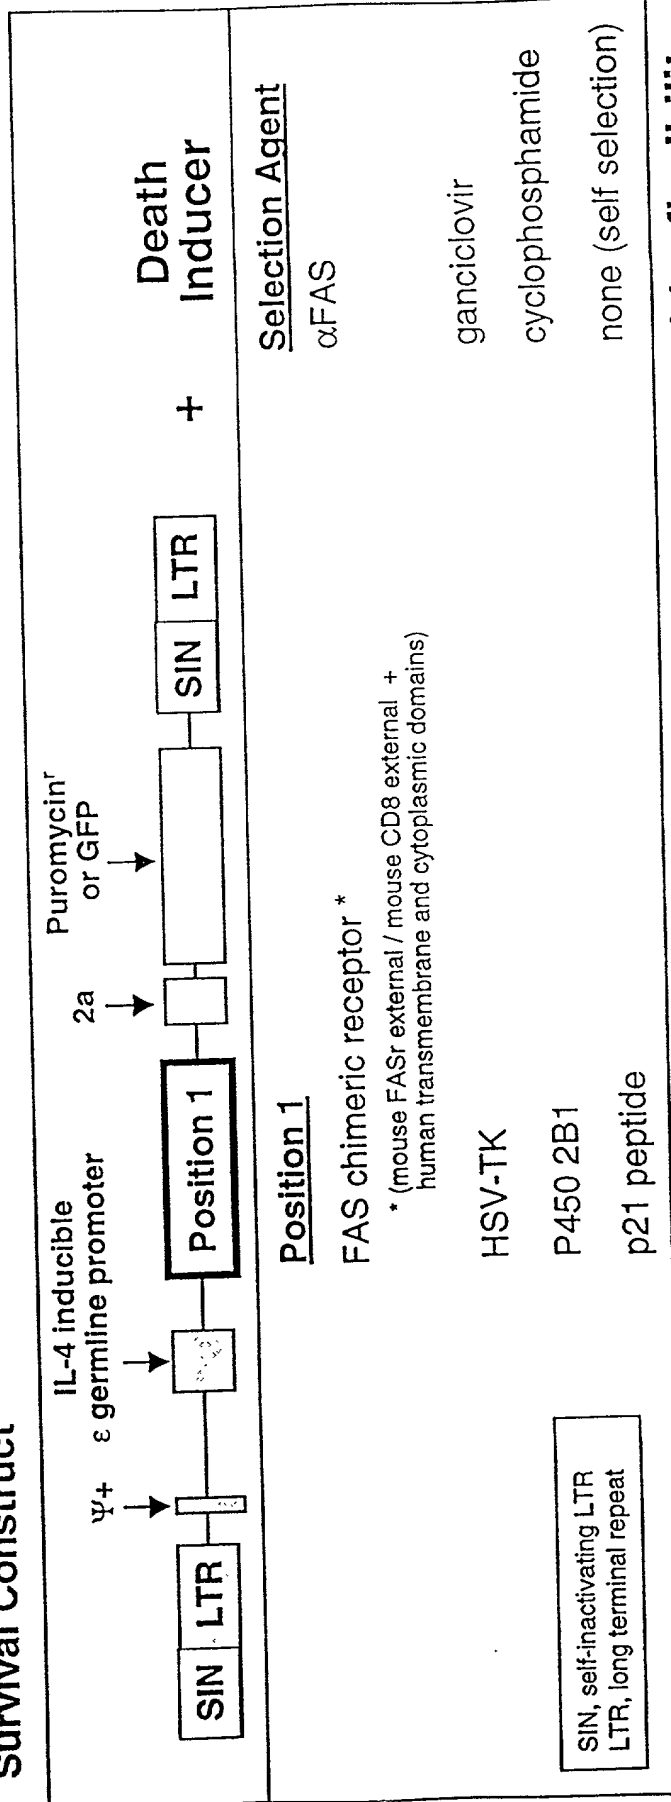 Survival Construct
Ψ+
IL-4 inducible
ε germline promoter
2a
Puromycinʳ
or GFP
SIN LTR
Position 1
SIN LTR
+
Death
Inducer
Position 1
Selection Agent
FAS chimeric receptor *
αFAS
* (mouse FASr external / mouse CD8 external +
human transmembrane and cytoplasmic domains)
HSV-TK
ganciclovir
P450 2B1
cyclophosphamide
p21 peptide
none (self selection)
SIN, self-inactivating LTR
LTR, long terminal repeat